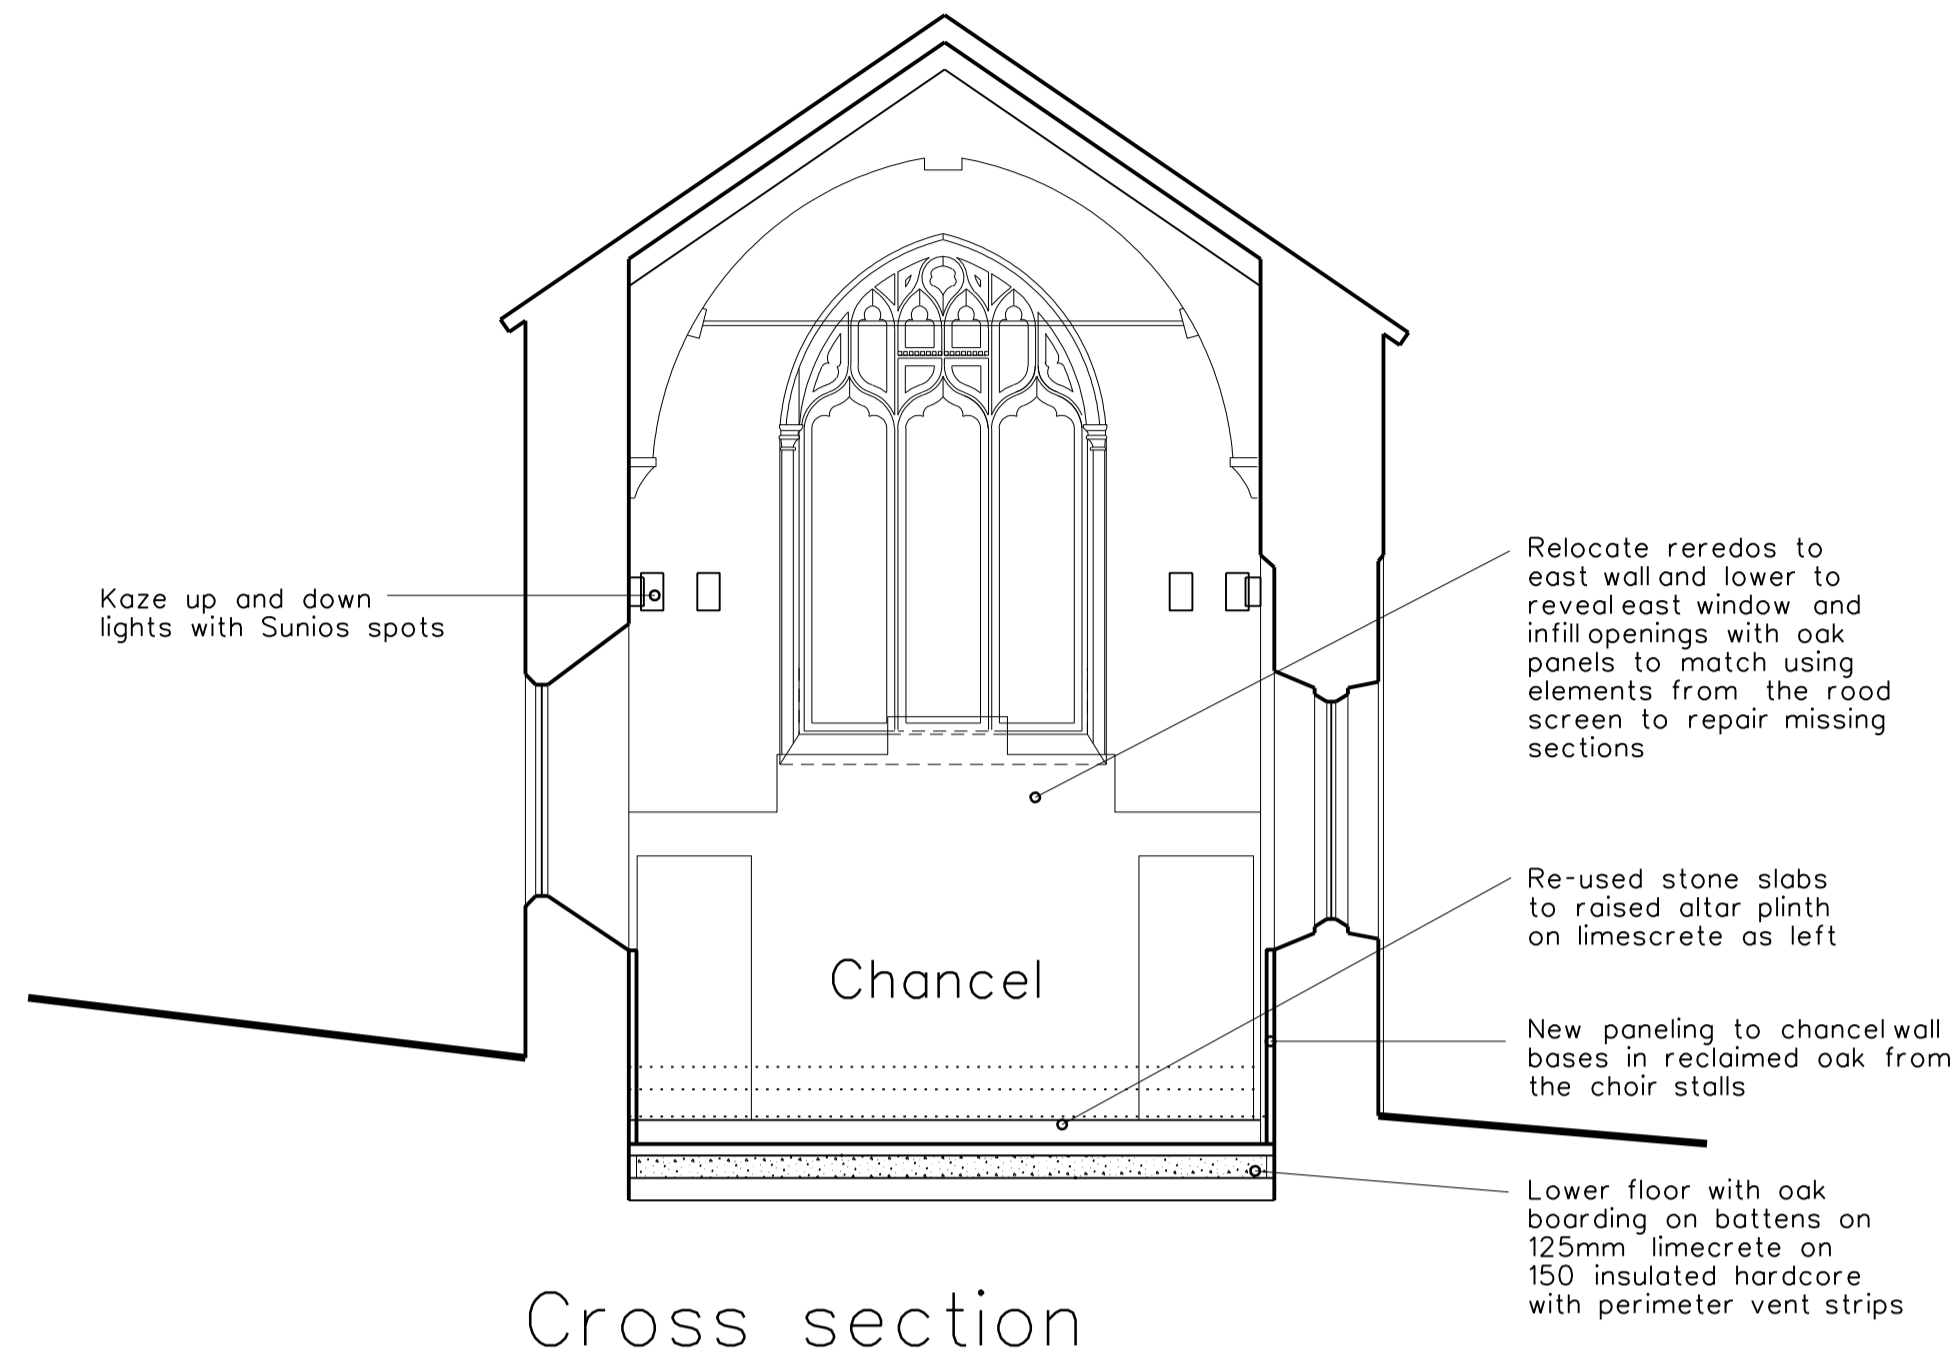 Kaze up and down
lights with Sunios spots
Relocate reredos to
east wall and lower to
reveal east window and
infill openings with oak
panels to match using
elements from the rood
screen to repair missing
sections
Re-used stone slabs
to raised altar plinth
on limescrete as left
Chancel
New paneling to chancel wall
bases in reclaimed oak from
the choir stalls
Lower floor with oak
boarding on battens on
125mm limecrete on
150 insulated hardcore
with perimeter vent strips
Cross section